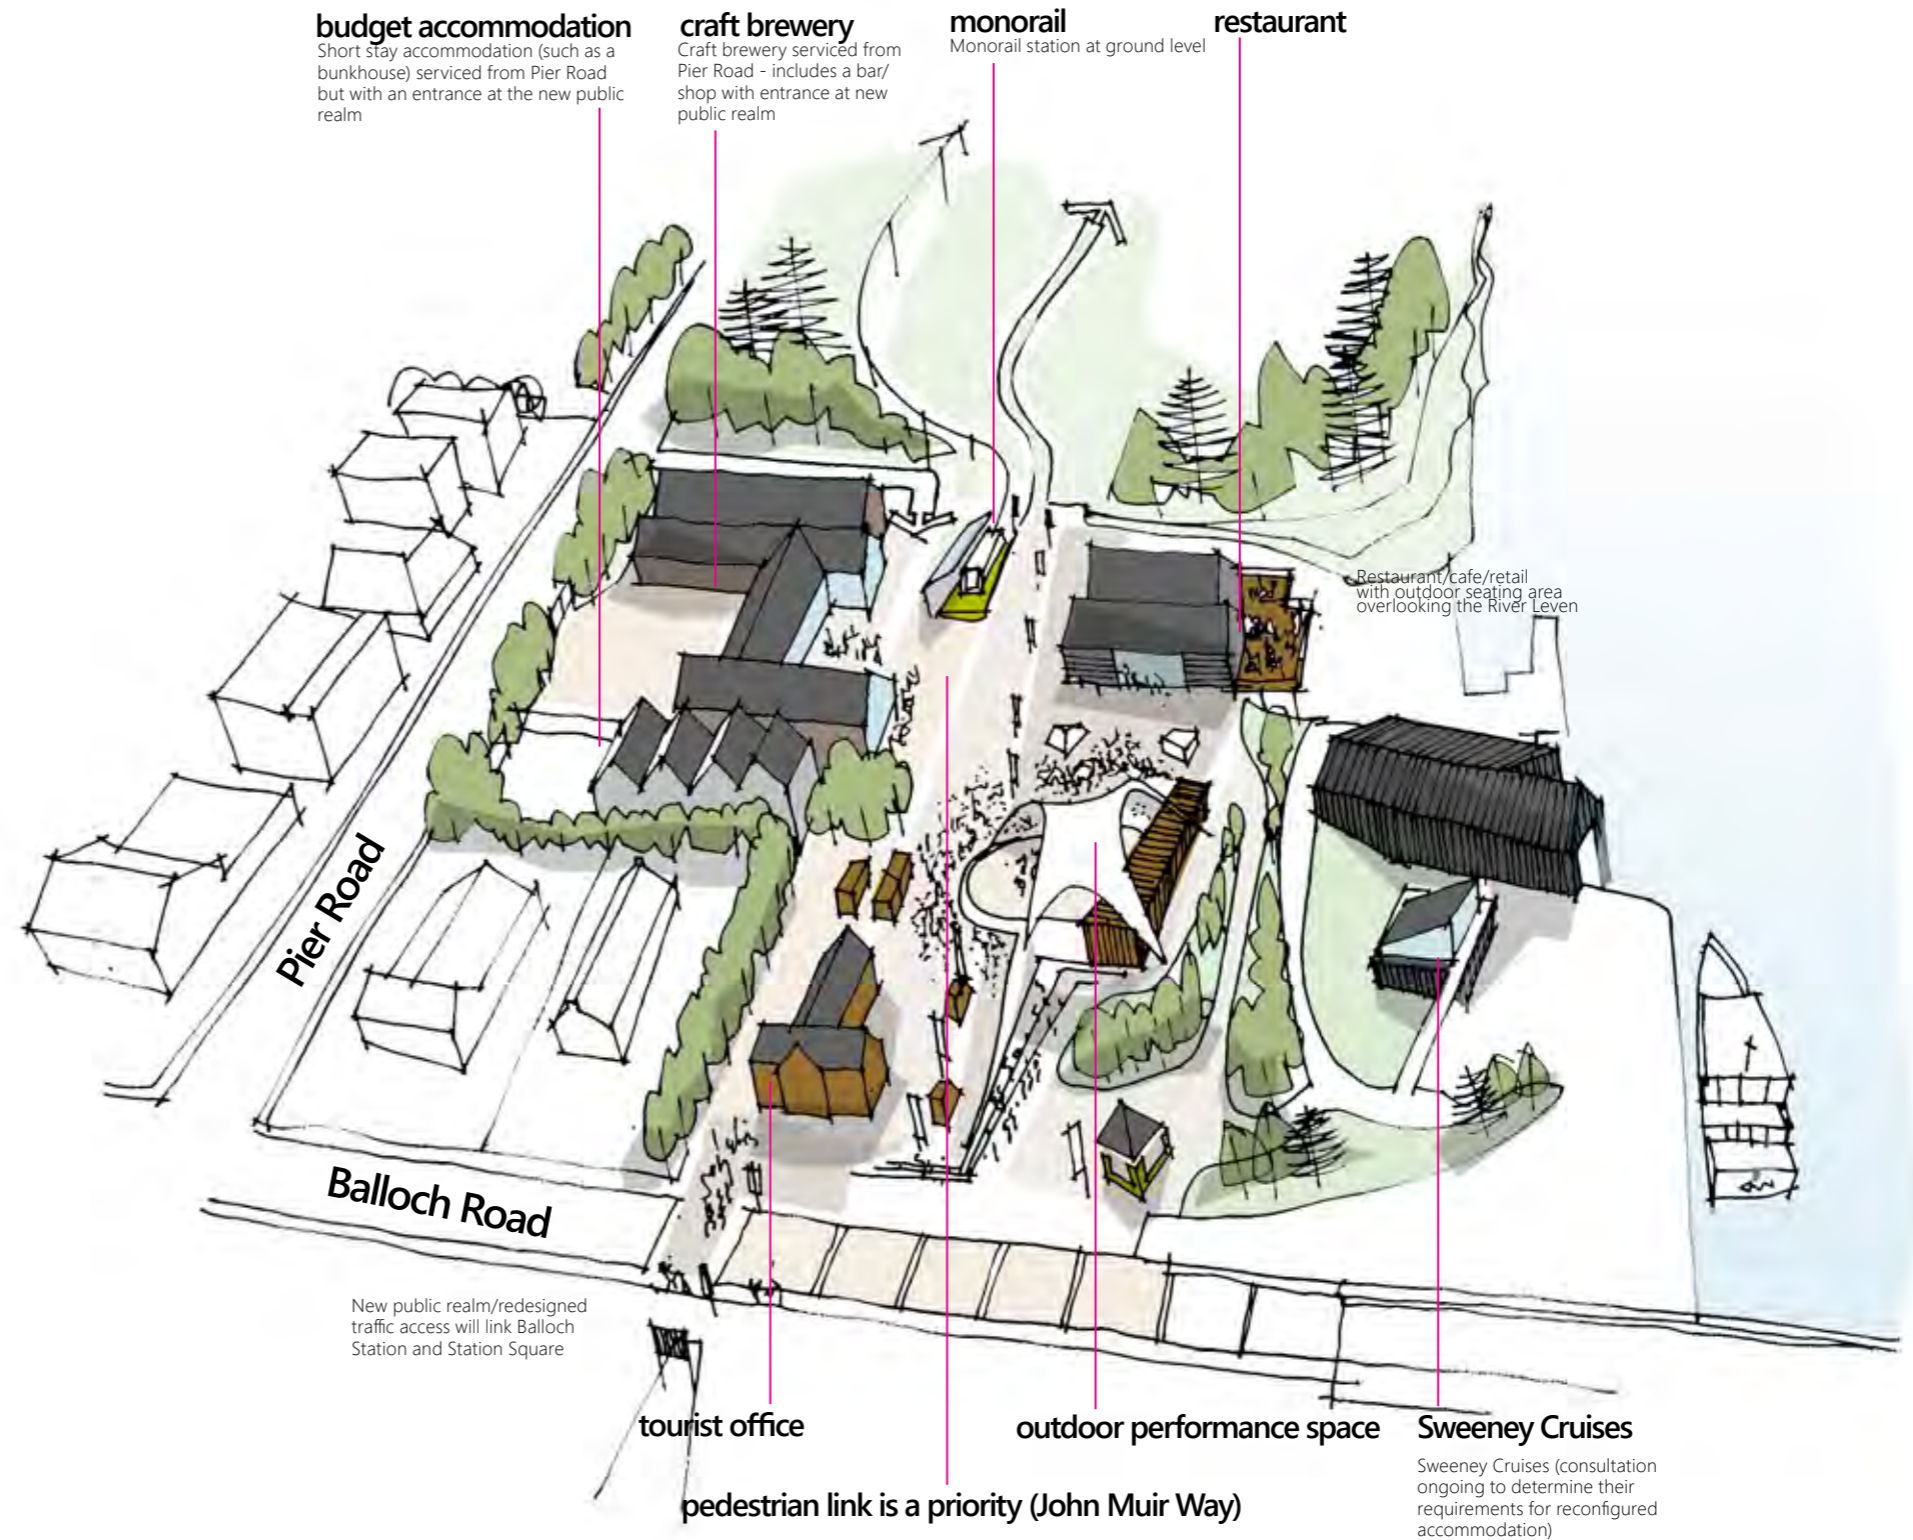 budget accommodation
Short stay accommodation (such as a
bunkhouse) serviced from Pier Road
but with an entrance at the new public
realm
craft brewery
Craft brewery serviced from
Pier Road - includes a bar/
shop with entrance at new
public realm
monorail
Monorail station at ground level
restaurant
Restaurant/cafe/retail
with outdoor seating area
overlooking the River Leven
Pier Road
Balloch Road
New public realm/redesigned
traffic access will link Balloch
Station and Station Square
tourist office
outdoor performance space
Sweeney Cruises
Sweeney Cruises (consultation
ongoing to determine their
requirements for reconfigured
accommodation)
pedestrian link is a priority (John Muir Way)